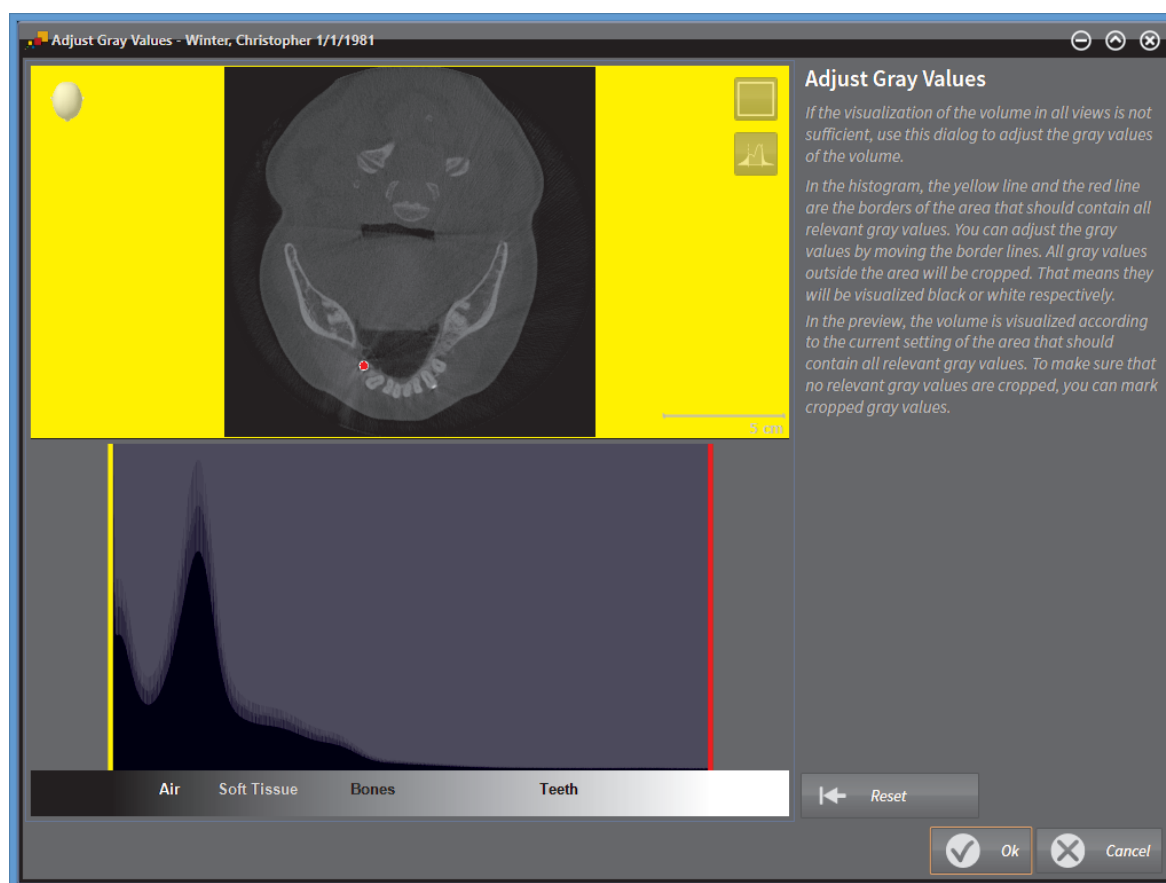 Adjust Gray Values - Winter, Christopher 1/1/1981
Adjust Gray Values
If the visualization of the volume in all views is not
sufficient, use this dialog to adjust the gray values
of the volume.
In the histogram, the yellow line and the red line
are the borders of the area that should contain all
relevant gray values. You can adjust the gray
values by moving the border lines. All gray values
outside the area will be cropped. That means they
will be visualized black or white respectively.
In the preview, the volume is visualized according
to the current setting of the area that should
contain all relevant gray values. To make sure that
no relevant gray values are cropped, you can mark
cropped gray values.
5 cm
Air Soft Tissue Bones Teeth
Reset
Ok Cancel